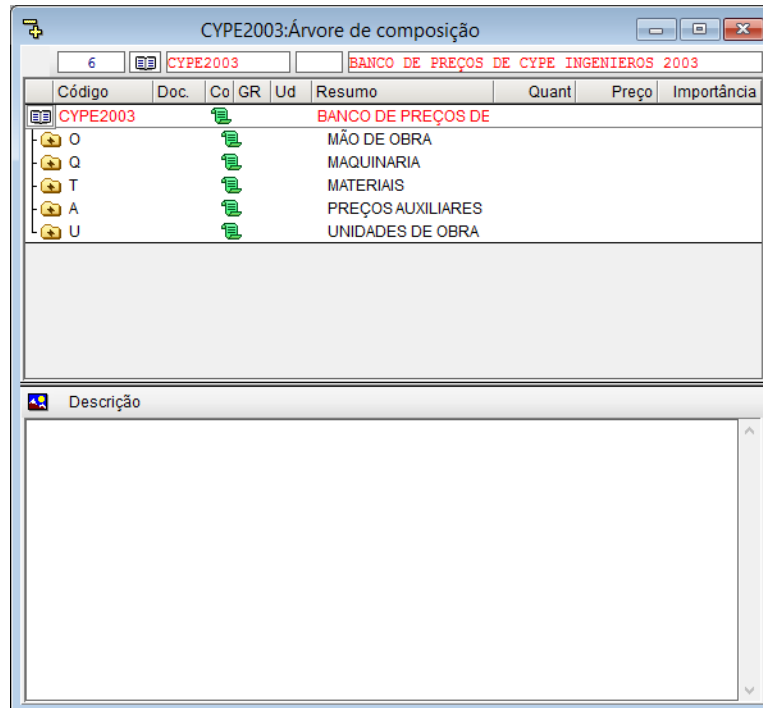 CYPE2003:Árvore de composição
6 CYPE2003 BANCO DE PREÇOS DE CYPE INGENIEROS 2003
Código Doc. Co GR Ud Resumo Quant Preço Importância
CYPE2003 BANCO DE PREÇOS DE
O MÃO DE OBRA
Q MAQUINARIA
T MATERIAIS
A PREÇOS AUXILIARES
U UNIDADES DE OBRA
Descrição